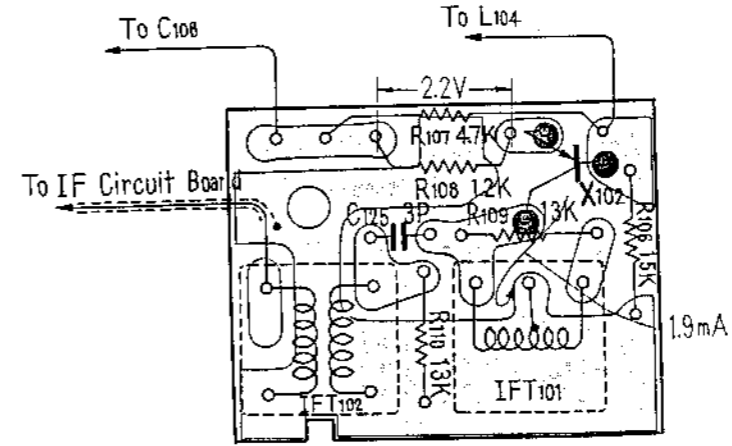 To C108
To L104
2.2V
R107 4.7K
R108 1.2K
X102
To IF Circuit Board
C125 3P
R109 13K
R106 15K
R110 13K
1.9mA
IFT101
IFT102